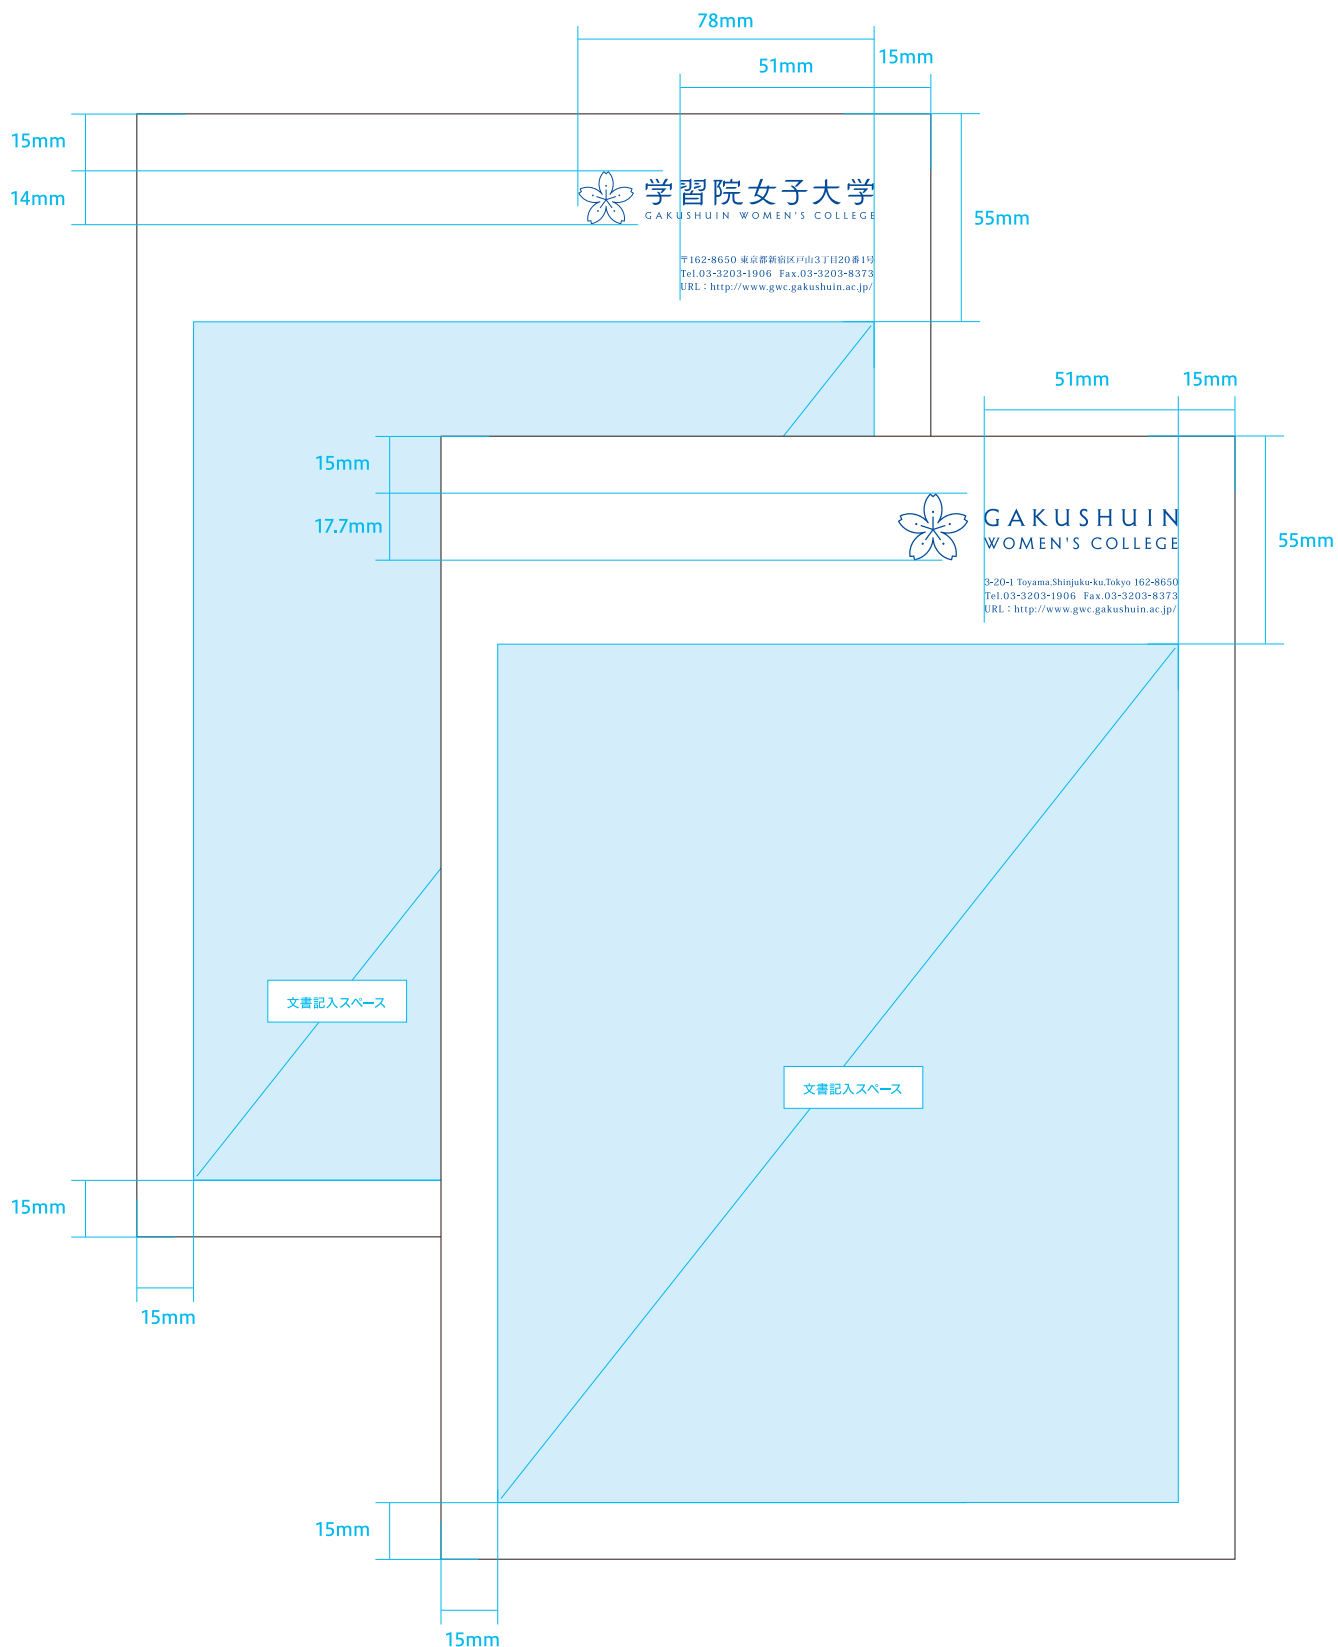 78mm
51mm
15mm
15mm
14mm
学習院女子大学
GAKUSHUIN WOMEN'S COLLEGE
55mm
〒162-8650 東京都新宿区戸山3丁目20番1号
Tel.03-3203-1906 Fax.03-3203-8373
URL：http://www.gwc.gakushuin.ac.jp/
51mm
15mm
15mm
17.7mm
GAKUSHUIN
WOMEN'S COLLEGE
55mm
3-20-1 Toyama,Shinjuku-ku,Tokyo 162-8650
Tel.03-3203-1906 Fax.03-3203-8373
URL：http://www.gwc.gakushuin.ac.jp/
文書記入スペース
文書記入スペース
15mm
15mm
15mm
15mm